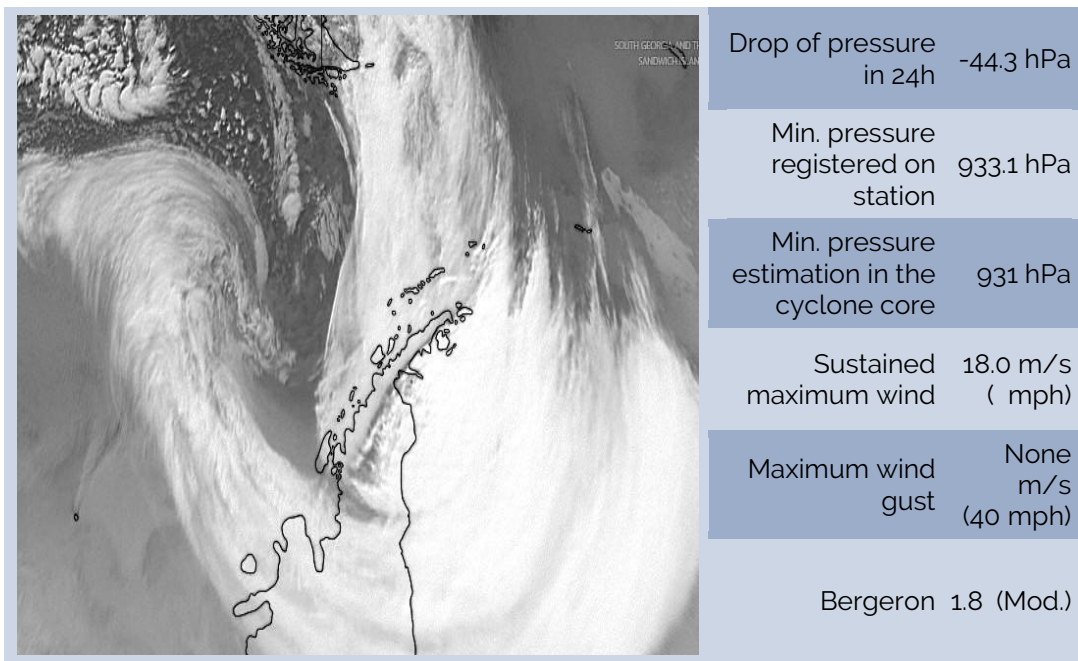 SOUTH GEORGIA AND TH
SANDWICH ISLAN
Drop of pressure
in 24h
-44.3 hPa
Min. pressure
registered on
station
933.1 hPa
Min. pressure
estimation in the
cyclone core
931 hPa
Sustained
maximum wind
18.0 m/s
( mph)
Maximum wind
gust
None
m/s
(40 mph)
Bergeron
1.8 (Mod.)